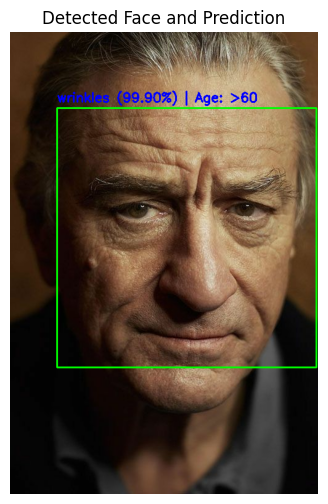 Detected Face and Prediction
wrinkles (99.90%) | Age: >60